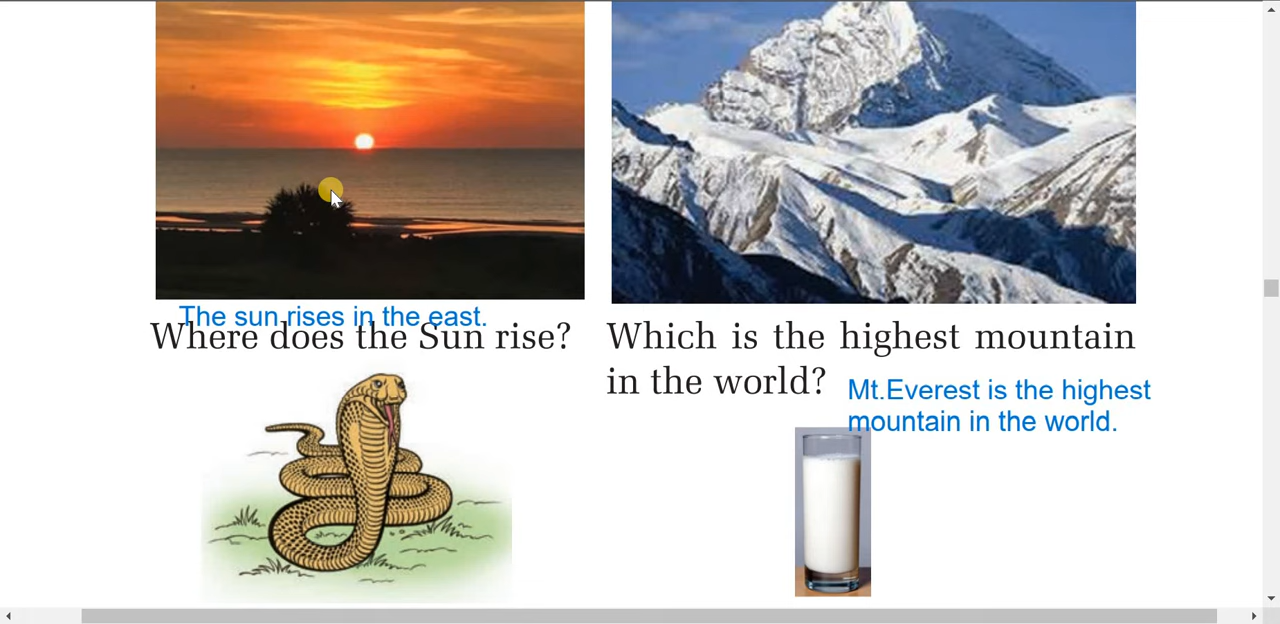 The sun rises in the east.
Where does the Sun rise?
Which is the highest mountain
in the world?
Mt.Everest is the highest
mountain in the world.